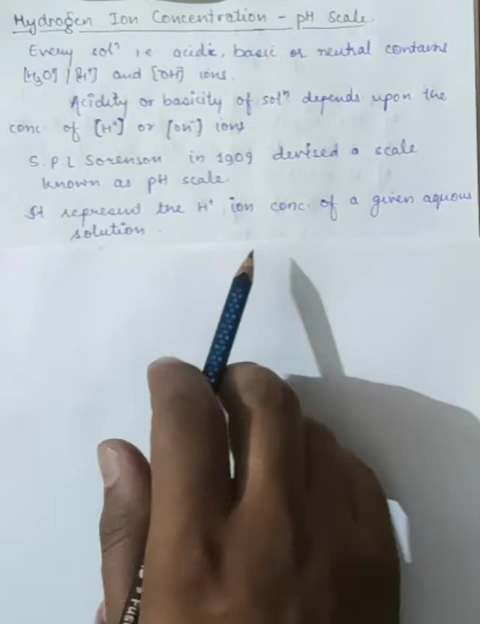 Hydrogen Ion Concentration - pH Scale.
Every solⁿ i.e acidic, basic or neutral contains
[H₃O⁺] / [H⁺] and [OH⁻] ions.
Acidity or basicity of solⁿ depends upon the
conc. of [H⁺] or [OH⁻] ions.
S.P.L Sorenson in 1909 devised a scale
known as pH scale.
It represent the H⁺ ion conc. of a given aquous
solution.